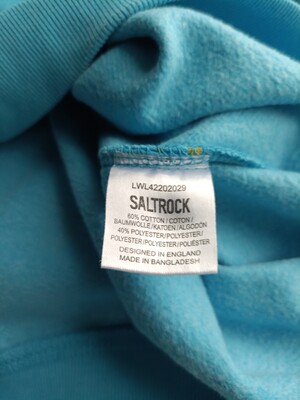 LWL42202029
SALTROCK
60% COTTON / COTON /
BAUMWOLLE/KATOEN/ALGODON
40% POLYESTER/POLYESTER/
POLYESTER/POLYESTER/POLIÉSTER
DESIGNED IN ENGLAND
MADE IN BANGLADESH